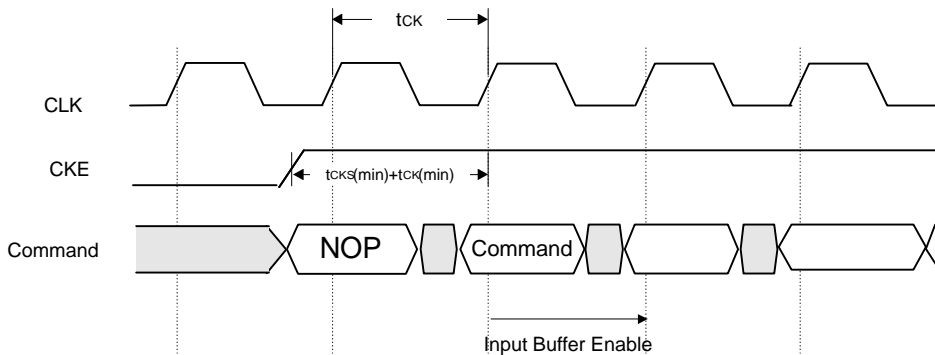 tCK
CLK
CKE
tCKS(min)+tCK(min)
Command
NOP
Command
Input Buffer Enable